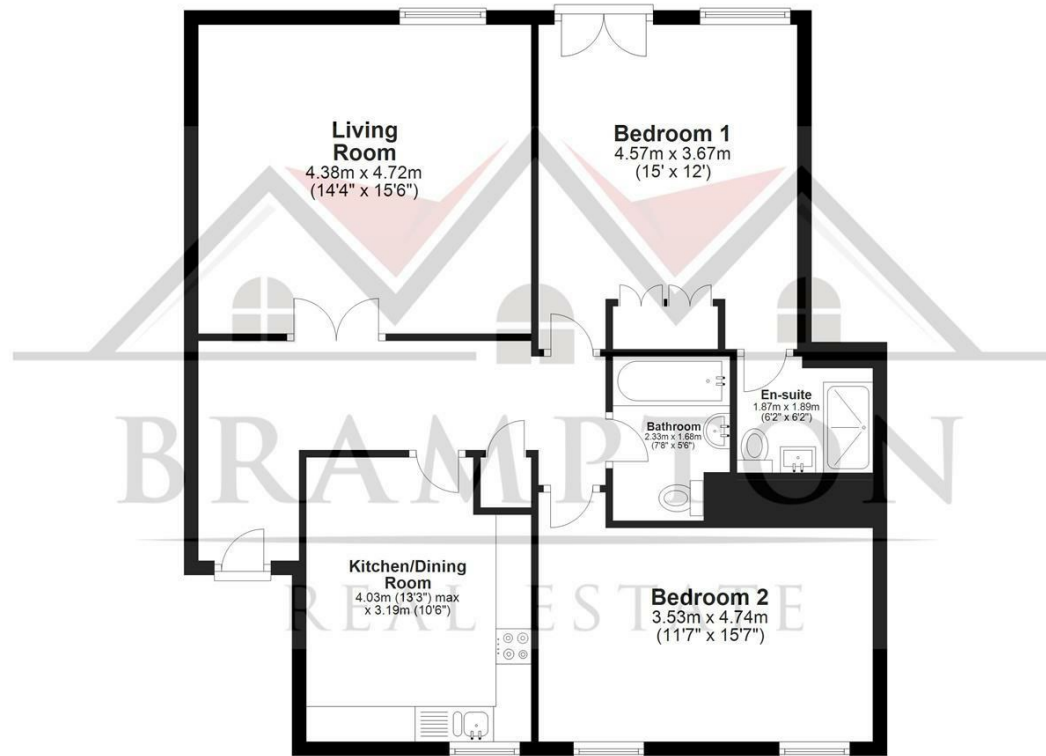 Living
Room
4.38m x 4.72m
(14'4" x 15'6")
Bedroom 1
4.57m x 3.67m
(15' x 12')
En-suite
1.87m x 1.89m
(6'2" x 6'2")
Bathroom
2.33m x 1.68m
(7'8" x 5'6")
BRAMPTON
Kitchen/Dining
Room
4.03m (13'3") max
x 3.19m (10'6")
Bedroom 2
3.53m x 4.74m
(11'7" x 15'7")
REAL ESTATE